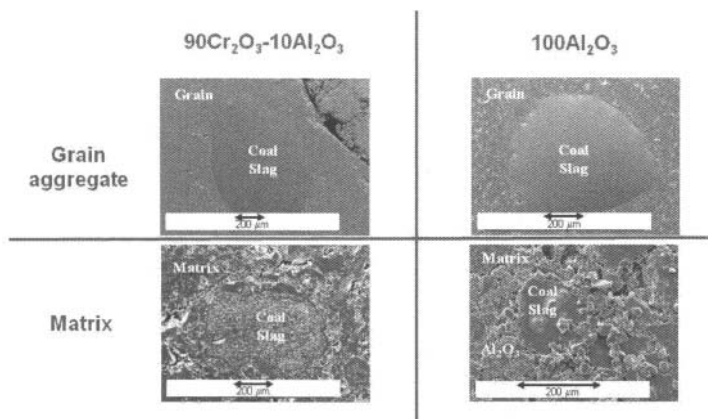 90Cr₂O₃-10Al₂O₃
100Al₂O₃
Grain
aggregate
Grain
Coal
Slag
200 μm
Grain
Coal
Slag
200 μm
Matrix
Matrix
Coal
Slag
200 μm
Matrix
Coal
Slag
Al₂O₃
200 μm